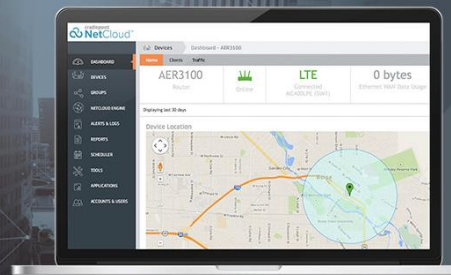 cradlepoint
NetCloud
Devices Dashboard - AER3100
Home Clients Traffic
DASHBOARD
DEVICES
GROUPS
NETCLOUD ENGINE
ALERTS & LOGS
REPORTS
SCHEDULER
TOOLS
APPLICATIONS
ACCOUNTS & USERS
AER3100
Router
Online
LTE
Connected
0 bytes
Ethernet WAN Data Usage
Displaying last 30 days
Device Location
Boise